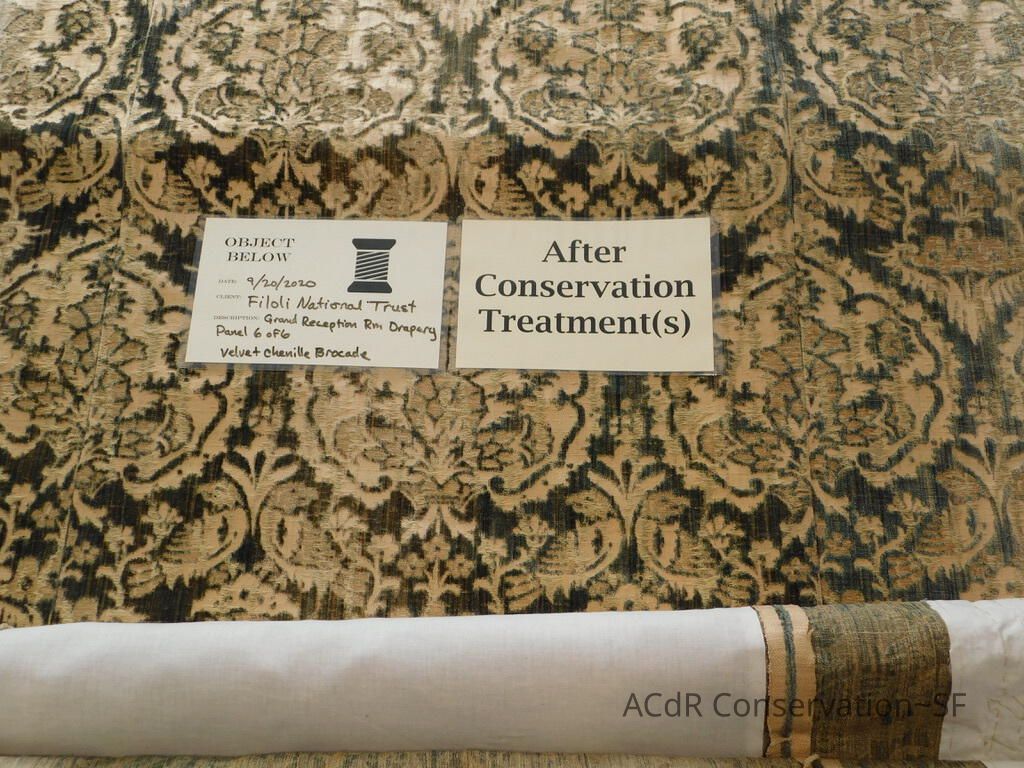 OBJECT
BELOW
DATE: 9/20/2020
CLIENT: Filoli National Trust
DESCRIPTION: Grand Reception Rm Drapery
Panel 6 of 6
Velvet Chenille Brocade
After
Conservation
Treatment(s)
ACdR Conservation~SF